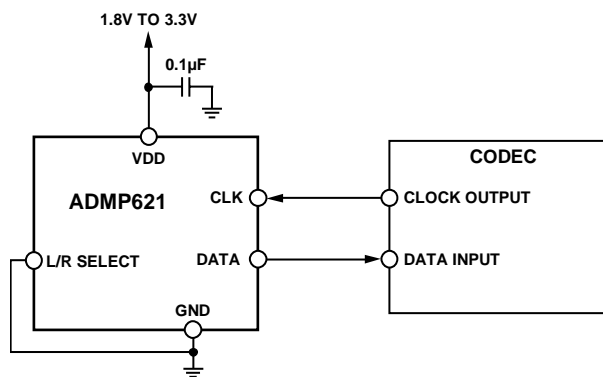 1.8V TO 3.3V
0.1µF
VDD
ADMP621
CLK
L/R SELECT
DATA
GND
CODEC
CLOCK OUTPUT
DATA INPUT